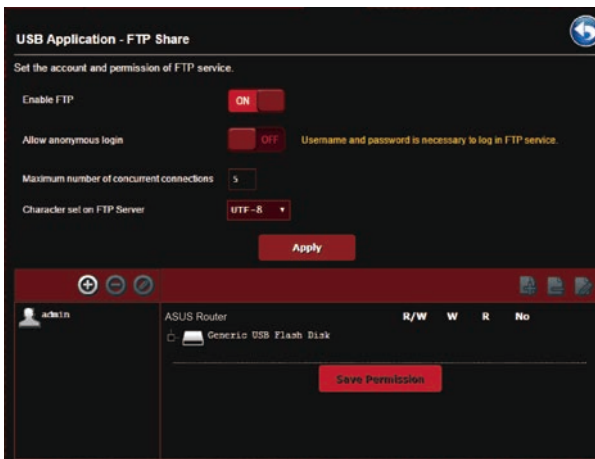 USB Application - FTP Share
Set the account and permission of FTP service.
Enable FTP ON
Allow anonymous login OFF Username and password is necessary to log in FTP service.
Maximum number of concurrent connections 5
Character set on FTP Server UTF-8
Apply
admin ASUS Router R/W W R No
Generic USB Flash Disk
Save Permission